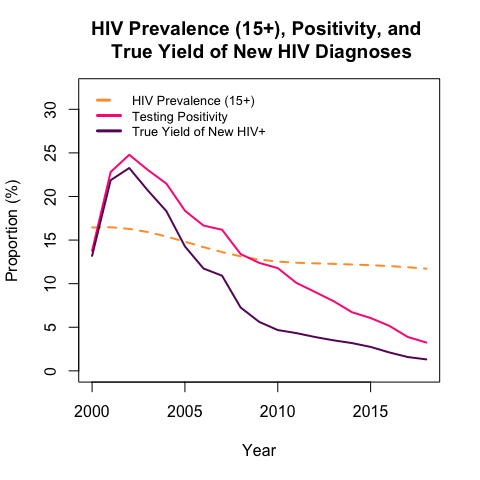 HIV Prevalence (15+), Positivity, and
True Yield of New HIV Diagnoses
HIV Prevalence (15+)
Testing Positivity
True Yield of New HIV+
Proportion (%)
30
25
20
15
10
5
0
2000 2005 2010 2015
Year